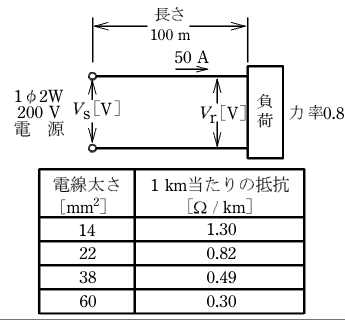 長さ
100 m
50 A
1φ2W
200 V
電 源
Vs[V]
Vr[V]
負荷
力率0.8
電線太さ
[mm²]
1 km当たりの抵抗
[Ω / km]
14
1.30
22
0.82
38
0.49
60
0.30